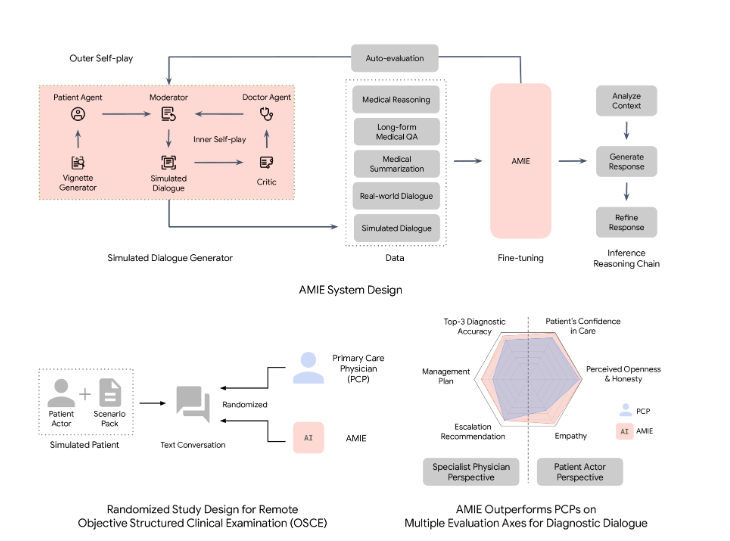 Outer Self-play
Auto-evaluation
Patient Agent
Moderator
Doctor Agent
Inner Self-play
Vignette
Generator
Simulated
Dialogue
Critic
Simulated Dialogue Generator
Medical Reasoning
Long-form
Medical QA
Medical
Summarization
Real-world Dialogue
Simulated Dialogue
Data
AMIE
Fine-tuning
Analyze
Context
Generate
Response
Refine
Response
Inference
Reasoning Chain
AMIE System Design
Patient
Actor
Scenario
Pack
Simulated Patient
Text Conversation
Randomized
Primary Care
Physician
(PCP)
AI
AMIE
Randomized Study Design for Remote
Objective Structured Clinical Examination (OSCE)
Top-3 Diagnostic
Accuracy
Patient's Confidence
in Care
Management
Plan
Perceived Openness
& Honesty
Escalation
Recommendation
Empathy
PCP
AI
AMIE
Specialist Physician
Perspective
Patient Actor
Perspective
AMIE Outperforms PCPs on
Multiple Evaluation Axes for Diagnostic Dialogue